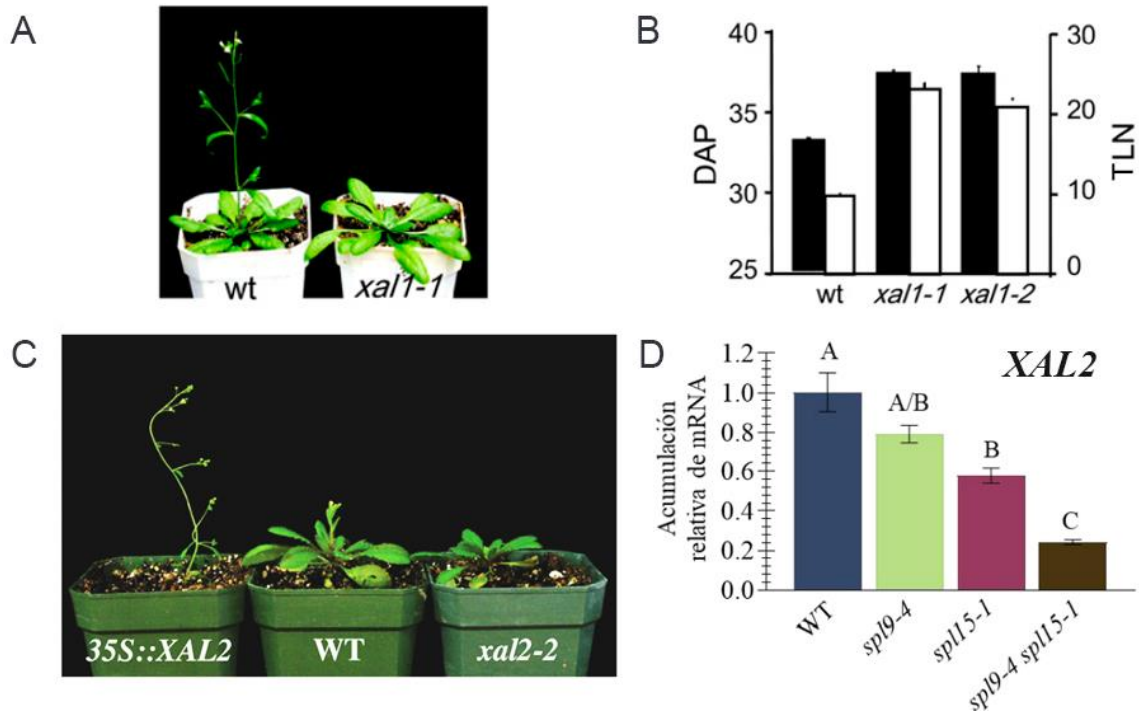 A
wt
xal1-1
B
40
35
30
25
DAP
30
20
10
0
TLN
wt
xal1-1
xal1-2
C
35S::XAL2
WT
xal2-2
D
XAL2
1.2
1.0
0.8
0.6
0.4
0.2
0.0
Acumulación
relativa de mRNA
A
A/B
B
C
WT
spl9-4
spl15-1
spl9-4 spl15-1